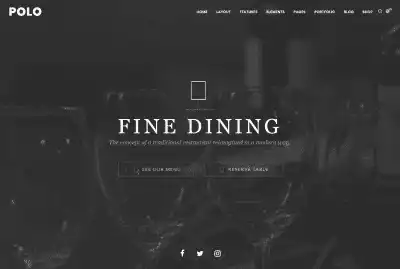 POLO
HOME LAYOUT FEATURES ELEMENTS PAGES PORTFOLIO BLOG SHOP
FINE DINING
The concept of a traditional restaurant reimagined in a modern way.
SEE OUR MENU RESERVE TABLE